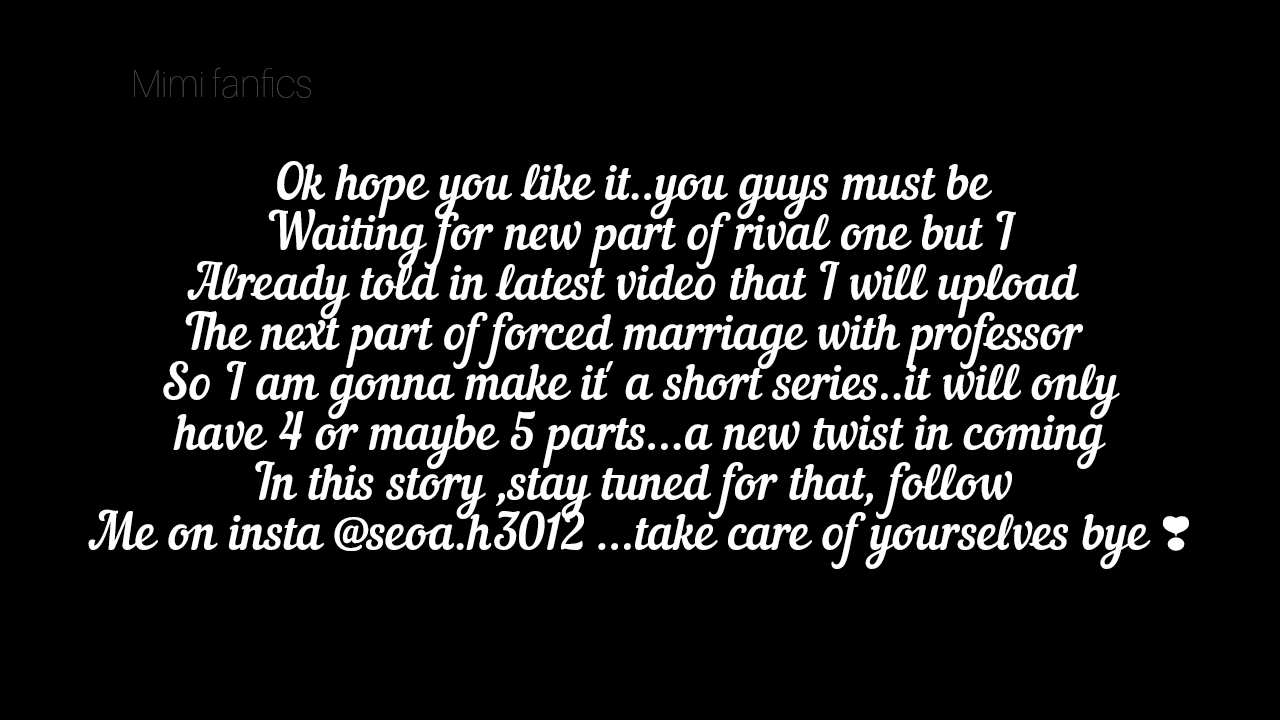 Mimi fanfics
Ok hope you like it..you guys must be
Waiting for new part of rival one but I
Already told in latest video that I will upload
The next part of forced marriage with professor
So I am gonna make it' a short series..it will only
have 4 or maybe 5 parts...a new twist in coming
In this story ,stay tuned for that, follow
Me on insta @seoa.h3012 ...take care of yourselves bye ❣